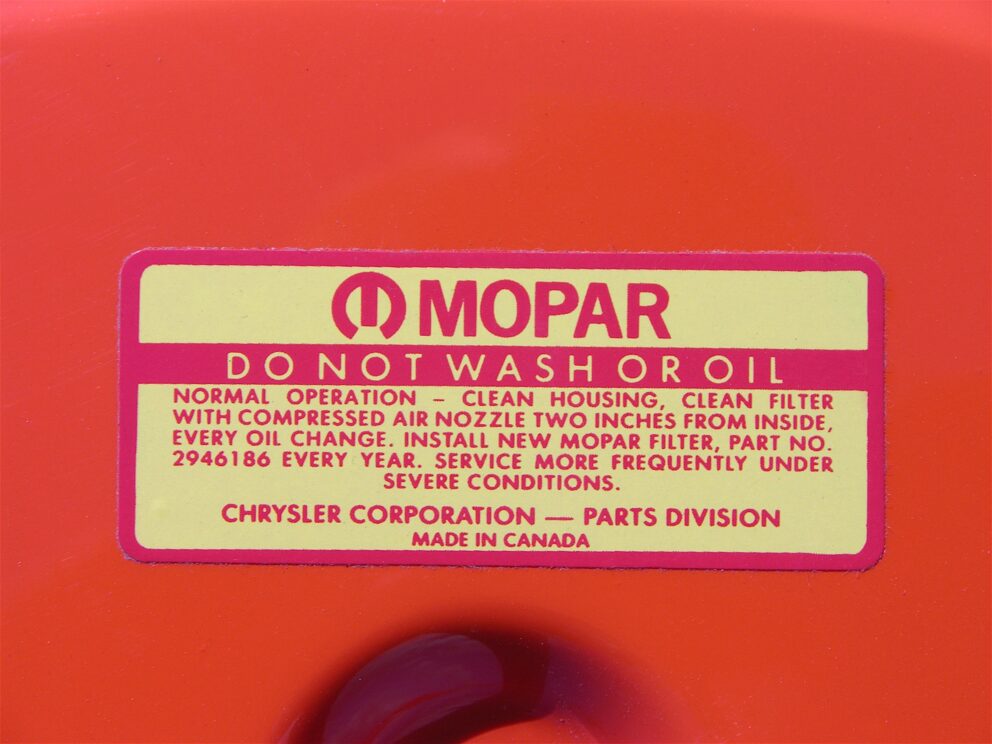 MOPAR
DO NOT WASH OR OIL
NORMAL OPERATION – CLEAN HOUSING, CLEAN FILTER
WITH COMPRESSED AIR NOZZLE TWO INCHES FROM INSIDE,
EVERY OIL CHANGE. INSTALL NEW MOPAR FILTER, PART NO.
2946186 EVERY YEAR. SERVICE MORE FREQUENTLY UNDER
SEVERE CONDITIONS.
CHRYSLER CORPORATION — PARTS DIVISION
MADE IN CANADA